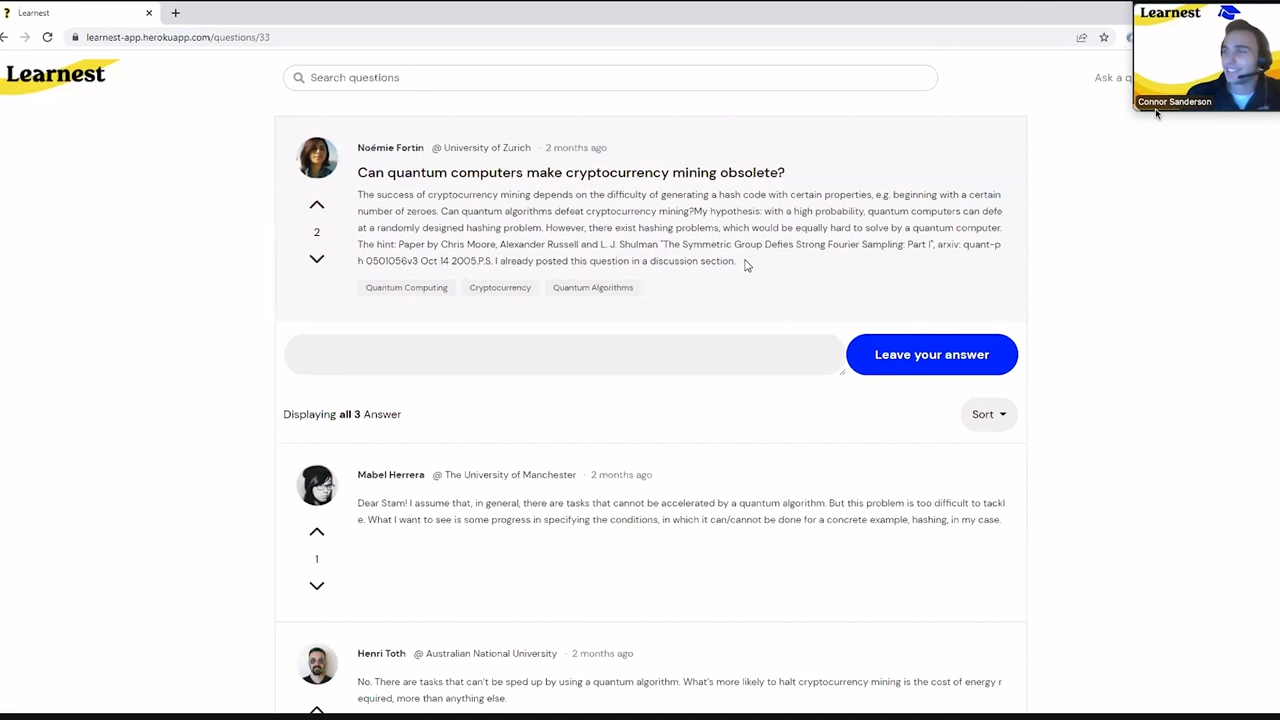 Learnest
learnest-app.herokuapp.com/questions/33
Learnest
Connor Sanderson
Learnest
Search questions
Ask a q
Noémie Fortin @ University of Zurich · 2 months ago
Can quantum computers make cryptocurrency mining obsolete?
The success of cryptocurrency mining depends on the difficulty of generating a hash code with certain properties, e.g. beginning with a certain
number of zeroes. Can quantum algorithms defeat cryptocurrency mining?My hypothesis: with a high probability, quantum computers can defe
at a randomly designed hashing problem. However, there exist hashing problems, which would be equally hard to solve by a quantum computer.
The hint: Paper by Chris Moore, Alexander Russell and L. J. Shulman "The Symmetric Group Defies Strong Fourier Sampling: Part I", arxiv: quant-p
h 0501056v3 Oct 14 2005.P.S. I already posted this question in a discussion section.
2
Quantum Computing Cryptocurrency Quantum Algorithms
Leave your answer
Displaying all 3 Answer
Sort
Mabel Herrera @ The University of Manchester · 2 months ago
Dear Stam! I assume that, in general, there are tasks that cannot be accelerated by a quantum algorithm. But this problem is too difficult to tackl
e. What I want to see is some progress in specifying the conditions, in which it can/cannot be done for a concrete example, hashing, in my case.
1
Henri Toth @ Australian National University · 2 months ago
No. There are tasks that can't be sped up by using a quantum algorithm. What's more likely to halt cryptocurrency mining is the cost of energy r
equired, more than anything else.